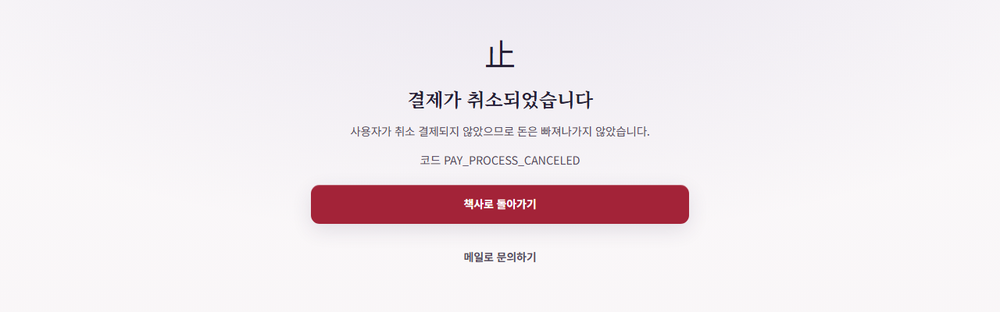 止
결제가 취소되었습니다
사용자가 취소 결제되지 않았으므로 돈은 빠져나가지 않았습니다.
코드 PAY_PROCESS_CANCELED
책사로 돌아가기
메일로 문의하기